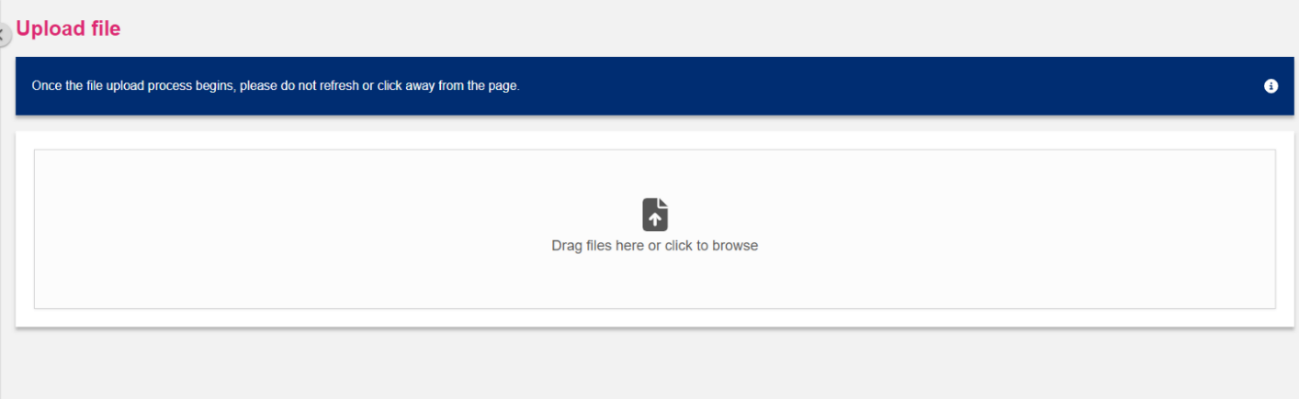 Upload file
Once the file upload process begins, please do not refresh or click away from the page.
Drag files here or click to browse